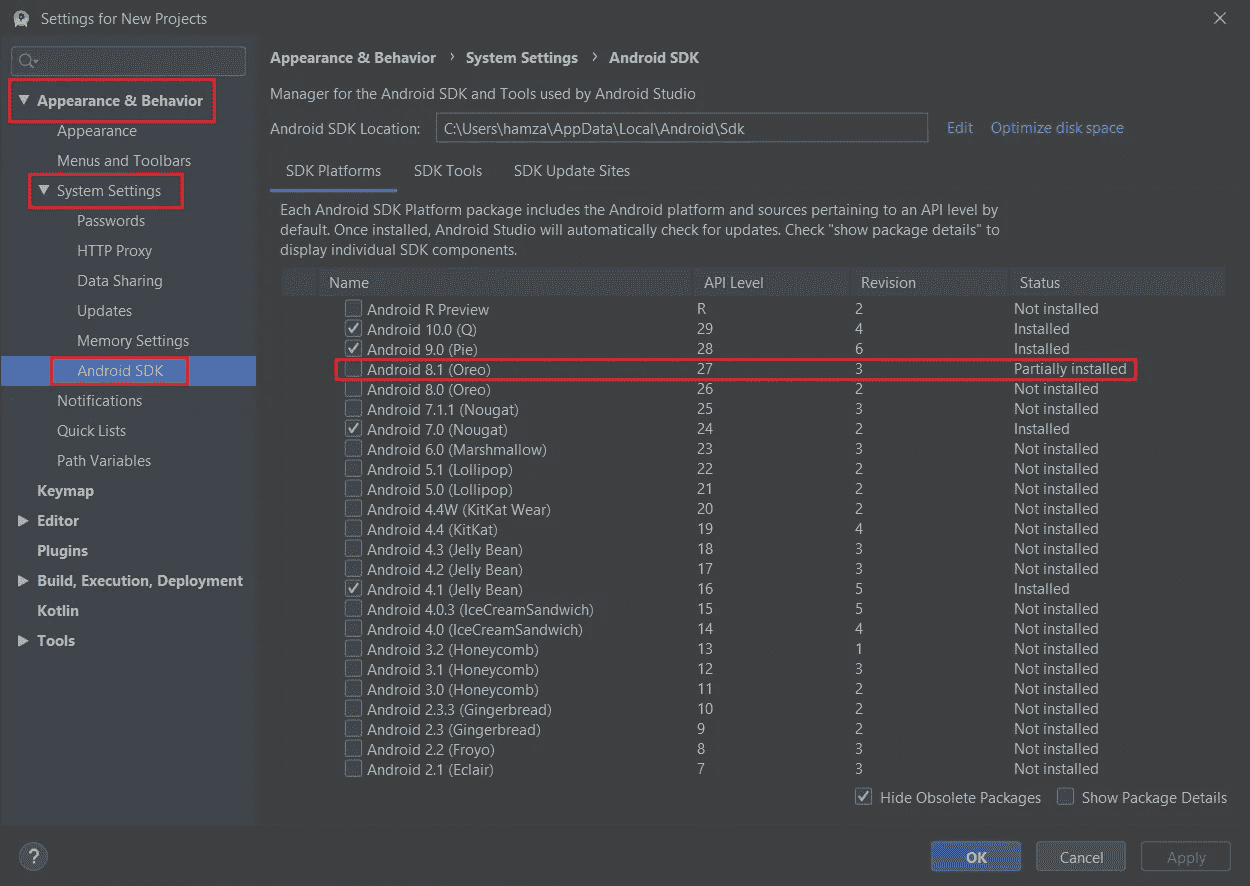 Settings for New Projects
Appearance & Behavior
Appearance
Menus and Toolbars
System Settings
Passwords
HTTP Proxy
Data Sharing
Updates
Memory Settings
Android SDK
Notifications
Quick Lists
Path Variables
Keymap
Editor
Plugins
Build, Execution, Deployment
Kotlin
Tools
Appearance & Behavior › System Settings › Android SDK
Manager for the Android SDK and Tools used by Android Studio
Android SDK Location: C:\Users\hamza\AppData\Local\Android\Sdk Edit Optimize disk space
SDK Platforms SDK Tools SDK Update Sites
Each Android SDK Platform package includes the Android platform and sources pertaining to an API level by
default. Once installed, Android Studio will automatically check for updates. Check "show package details" to
display individual SDK components.
Name API Level Revision Status
Android R Preview R 2 Not installed
Android 10.0 (Q) 29 4 Installed
Android 9.0 (Pie) 28 6 Installed
Android 8.1 (Oreo) 27 3 Partially installed
Android 8.0 (Oreo) 26 2 Not installed
Android 7.1.1 (Nougat) 25 3 Not installed
Android 7.0 (Nougat) 24 2 Installed
Android 6.0 (Marshmallow) 23 3 Not installed
Android 5.1 (Lollipop) 22 2 Not installed
Android 5.0 (Lollipop) 21 2 Not installed
Android 4.4W (KitKat Wear) 20 2 Not installed
Android 4.4 (KitKat) 19 4 Not installed
Android 4.3 (Jelly Bean) 18 3 Not installed
Android 4.2 (Jelly Bean) 17 3 Not installed
Android 4.1 (Jelly Bean) 16 5 Installed
Android 4.0.3 (IceCreamSandwich) 15 5 Not installed
Android 4.0 (IceCreamSandwich) 14 4 Not installed
Android 3.2 (Honeycomb) 13 1 Not installed
Android 3.1 (Honeycomb) 12 3 Not installed
Android 3.0 (Honeycomb) 11 2 Not installed
Android 2.3.3 (Gingerbread) 10 2 Not installed
Android 2.3 (Gingerbread) 9 2 Not installed
Android 2.2 (Froyo) 8 3 Not installed
Android 2.1 (Eclair) 7 3 Not installed
Hide Obsolete Packages Show Package Details
? OK Cancel Apply